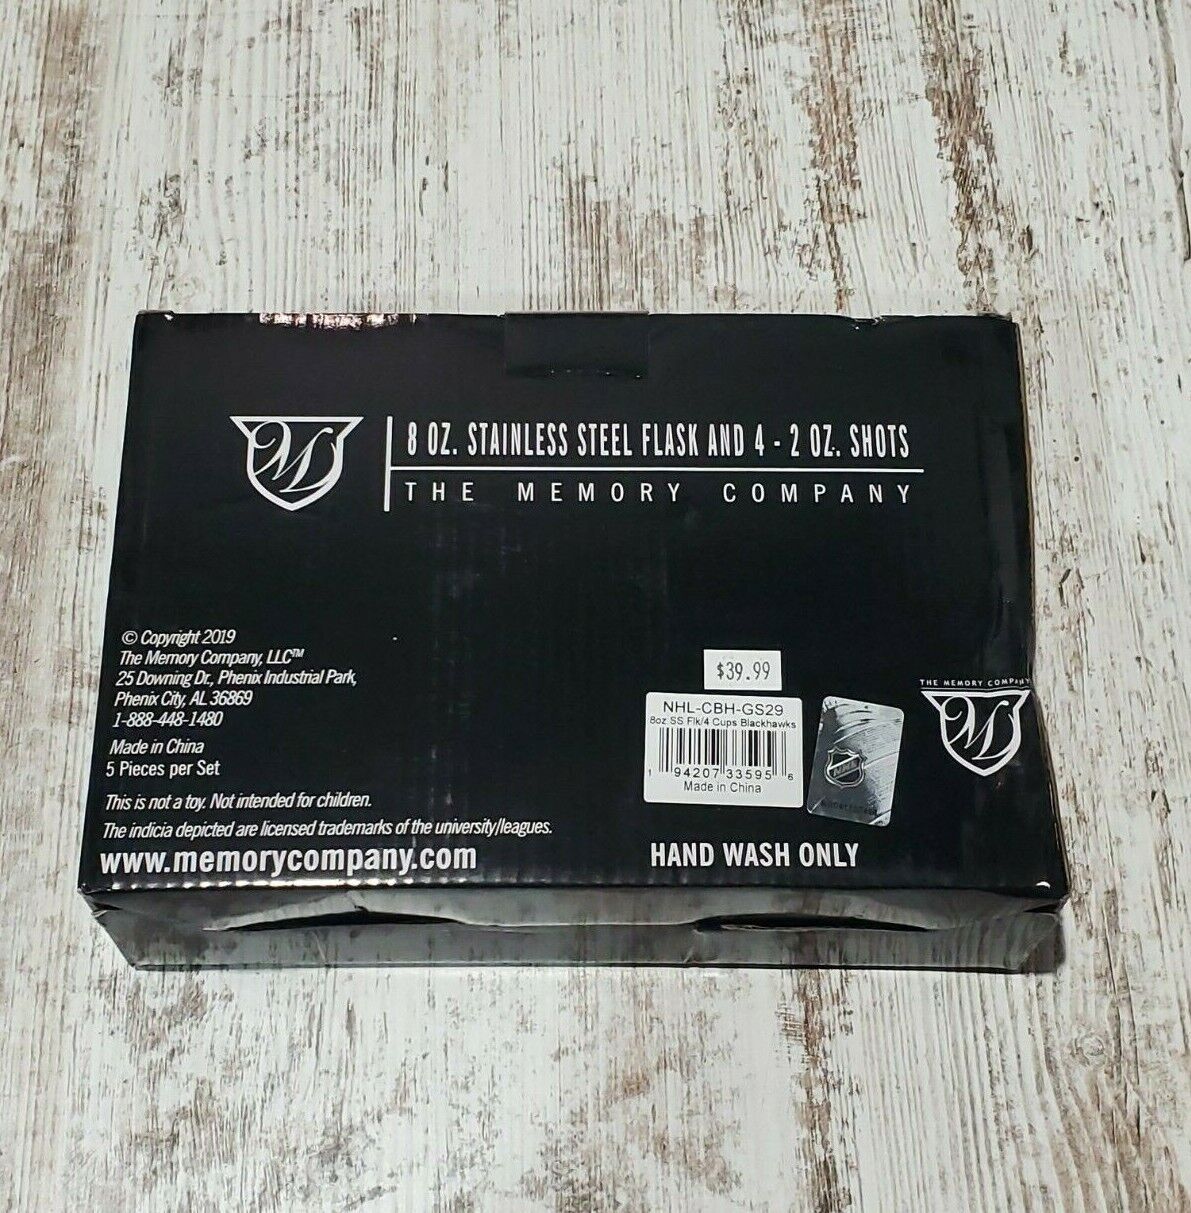 8 OZ. STAINLESS STEEL FLASK AND 4 - 2 OZ. SHOTS
THE MEMORY COMPANY
© Copyright 2019
The Memory Company, LLC™
25 Downing Dr., Phenix Industrial Park,
Phenix City, AL 36869
1-888-448-1480
Made in China
5 Pieces per Set
This is not a toy. Not intended for children.
The indicia depicted are licensed trademarks of the university/leagues.
www.memorycompany.com
$39.99
NHL-CBH-GS29
8oz SS Flk/4 Cups Blackhawks
1 94207 33595 6
Made in China
NHL
THE MEMORY COMPANY
M
HAND WASH ONLY